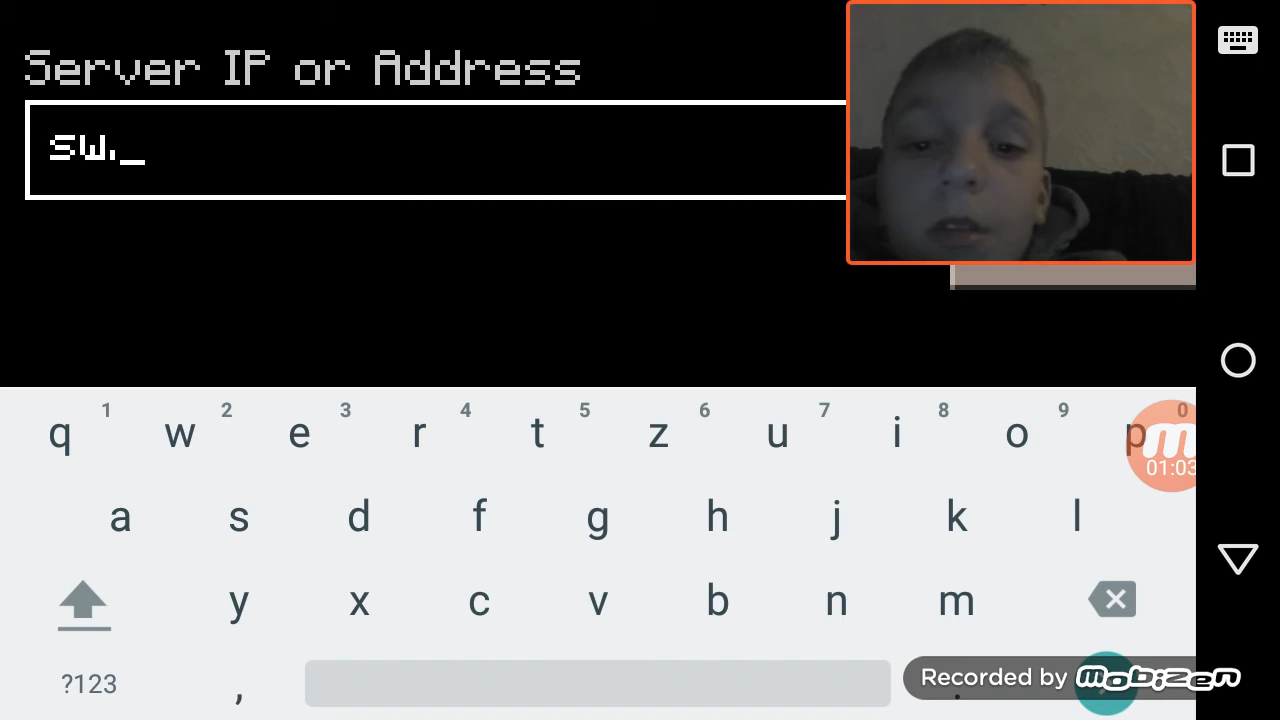 Server IP or Address
sw._
1 2 3 4 5 6 7 8 9 0
q w e r t z u i o p
01:03
a s d f g h j k l
y x c v b n m
?123 , .
Recorded by mobizen